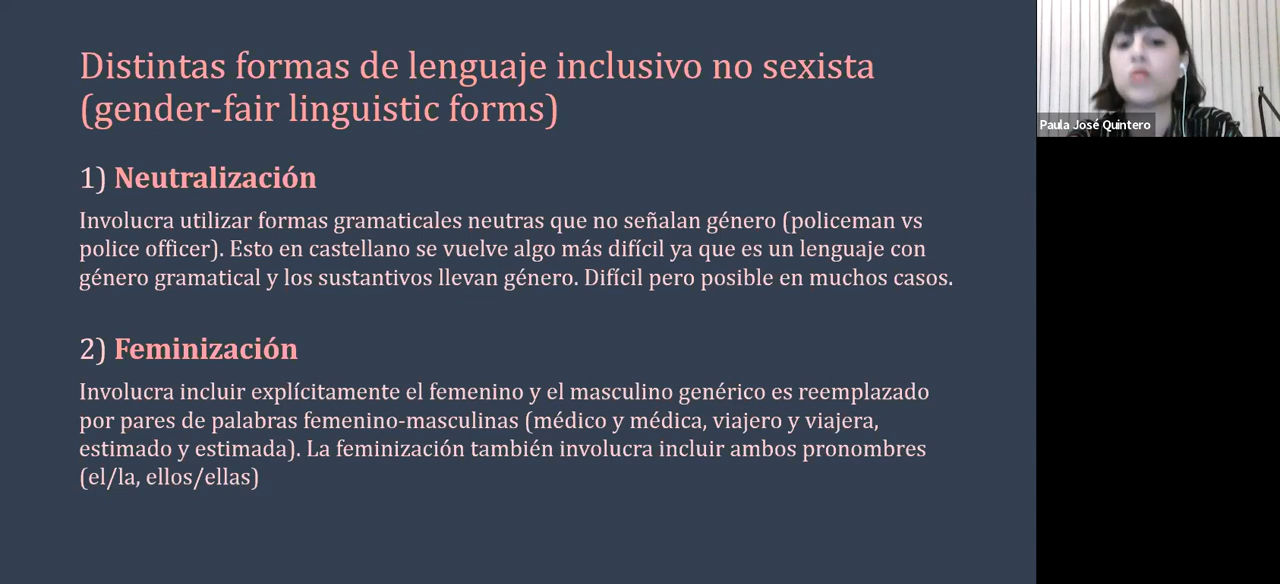 Distintas formas de lenguaje inclusivo no sexista
(gender-fair linguistic forms)
1) Neutralización
Involucra utilizar formas gramaticales neutras que no señalan género (policeman vs
police officer). Esto en castellano se vuelve algo más difícil ya que es un lenguaje con
género gramatical y los sustantivos llevan género. Difícil pero posible en muchos casos.
2) Feminización
Involucra incluir explícitamente el femenino y el masculino genérico es reemplazado
por pares de palabras femenino-masculinas (médico y médica, viajero y viajera,
estimado y estimada). La feminización también involucra incluir ambos pronombres
(el/la, ellos/ellas)
Paula José Quintero